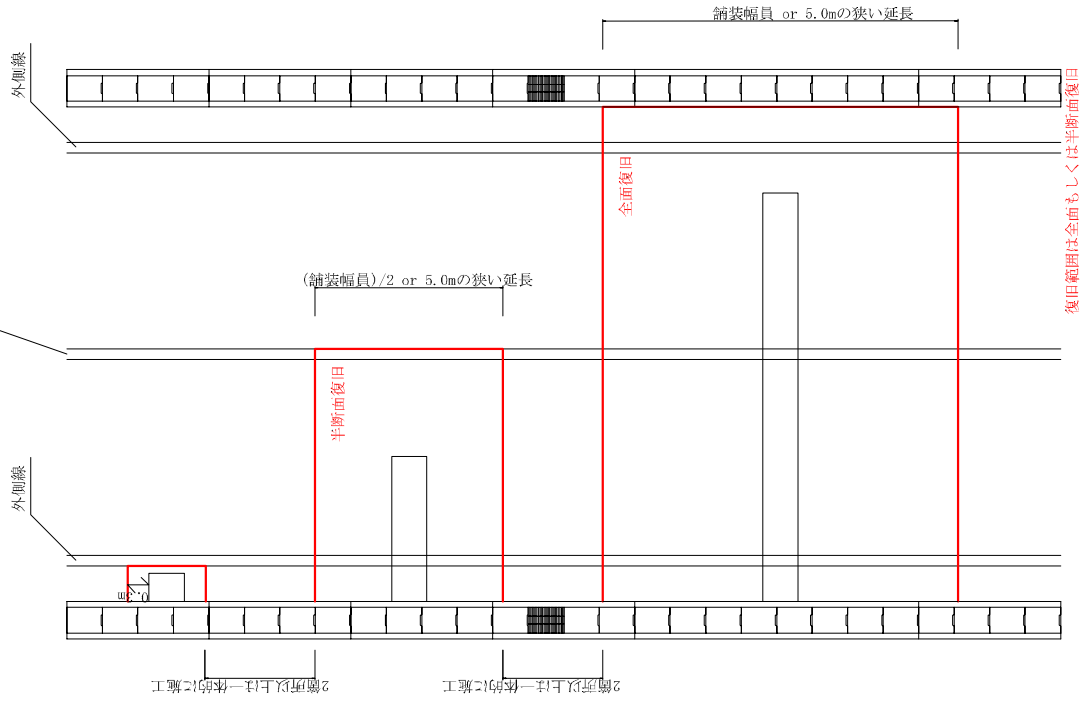 舗装幅員 or 5.0mの狭い延長
外側線
全面復旧
復旧範囲は全面もしくは半断面復旧
(舗装幅員)/2 or 5.0mの狭い延長
半断面復旧
外側線
0.3m
2箇所以上は一体的に施工
2箇所以上は一体的に施工